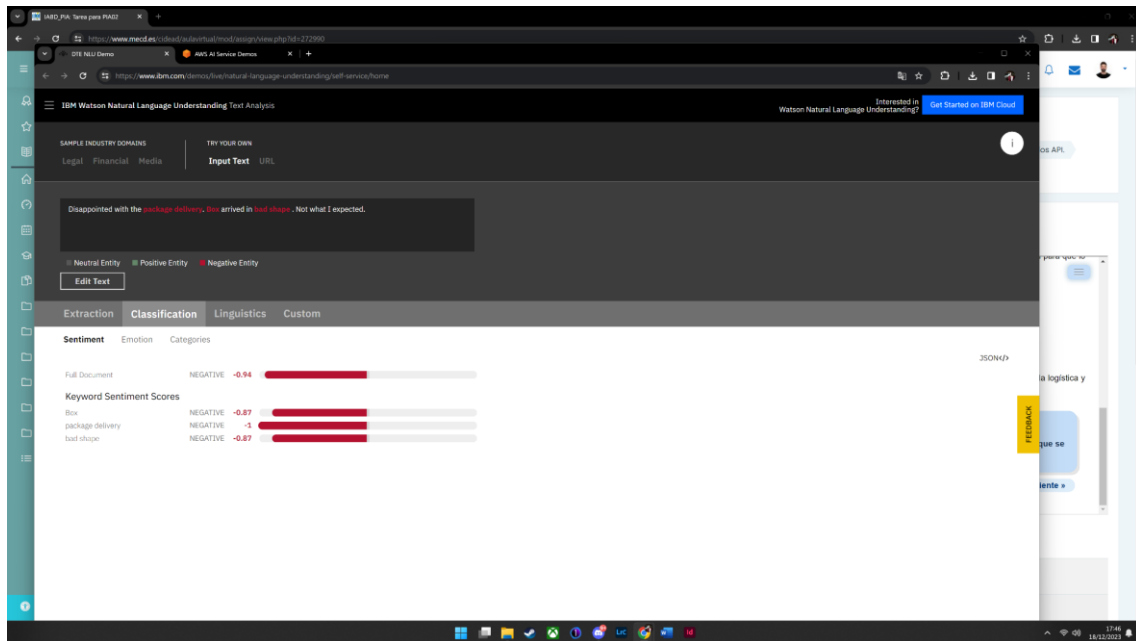 IABD_PIA: Tarea para PIA02
https://www.mecd.es/cidead/aulavirtual/mod/assign/view.php?id=272990
DTE NLU Demo
AWS AI Service Demos
https://www.ibm.com/demos/live/natural-language-understanding/self-service/home
IBM Watson Natural Language Understanding Text Analysis
Interested in
Watson Natural Language Understanding?
Get Started on IBM Cloud
SAMPLE INDUSTRY DOMAINS
TRY YOUR OWN
Legal Financial Media
Input Text URL
os API.
Disappointed with the package delivery. Box arrived in bad shape . Not what I expected.
Neutral Entity Positive Entity Negative Entity
Edit Text
Extraction Classification Linguistics Custom
Sentiment Emotion Categories
JSON</>
Full Document NEGATIVE -0.94
la logística y
Keyword Sentiment Scores
Box NEGATIVE -0.87
package delivery NEGATIVE -1
bad shape NEGATIVE -0.87
FEEDBACK
que se
iente »
17:46
18/12/2023